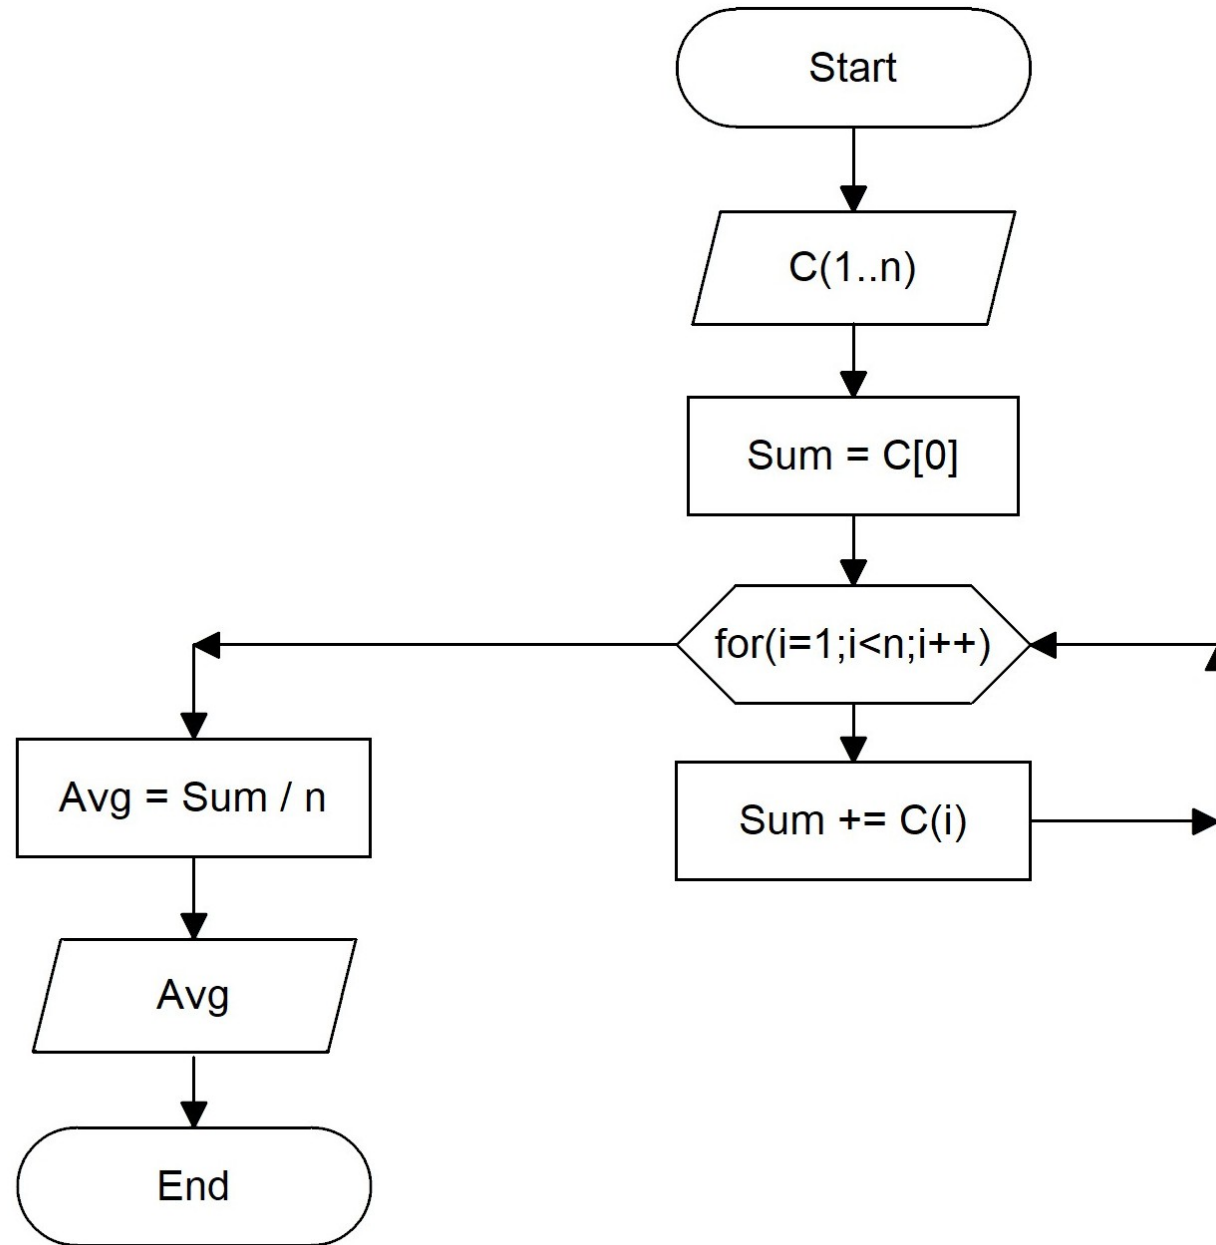 Start
C(1..n)
Sum = C[0]
for(i=1;i<n;i++)
Sum += C(i)
Avg = Sum / n
Avg
End